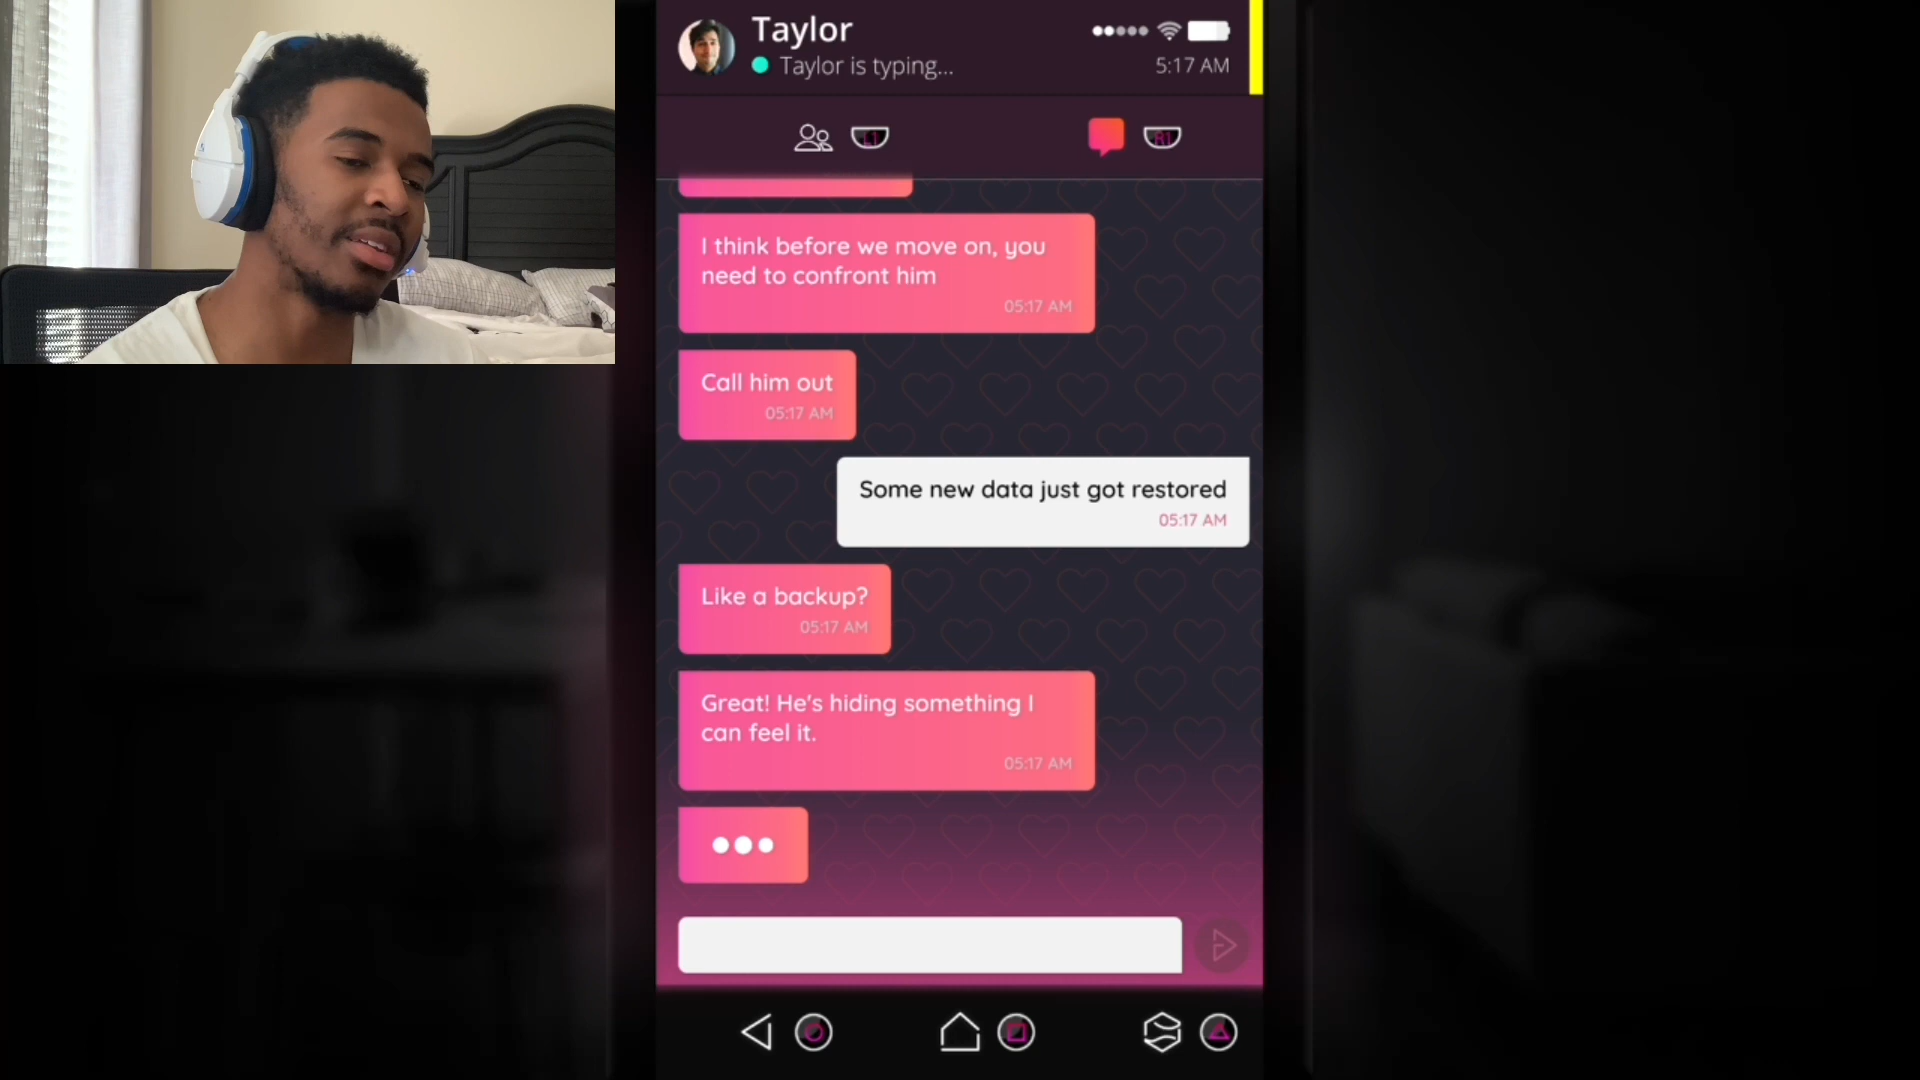 Taylor
Taylor is typing...
5:17 AM
L1
R1
I think before we move on, you
need to confront him
05:17 AM
Call him out
05:17 AM
Some new data just got restored
05:17 AM
Like a backup?
05:17 AM
Great! He's hiding something I
can feel it.
05:17 AM